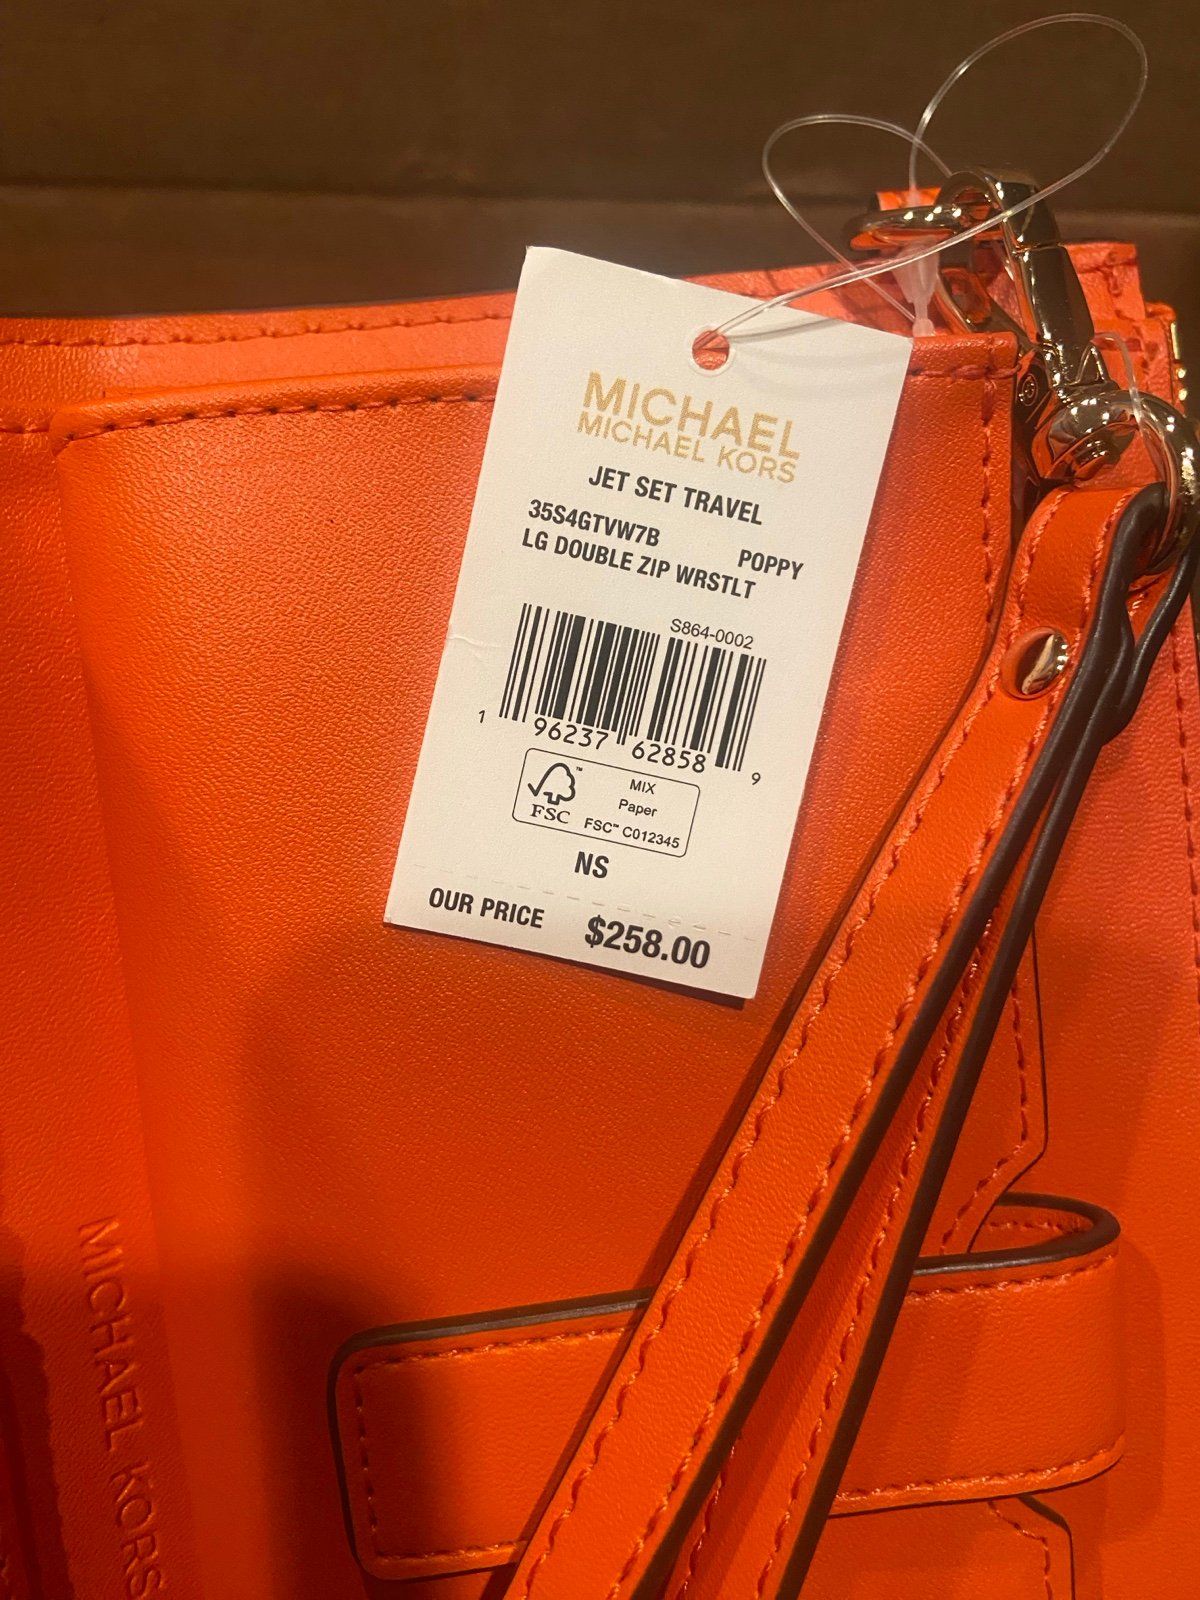 MICHAEL
MICHAEL KORS
JET SET TRAVEL
35S4GTVW7B POPPY
LG DOUBLE ZIP WRSTLT
S864-0002
1 96237 62858 9
FSC™
MIX
Paper
FSC™ C012345
NS
OUR PRICE $258.00
MICHAEL KORS